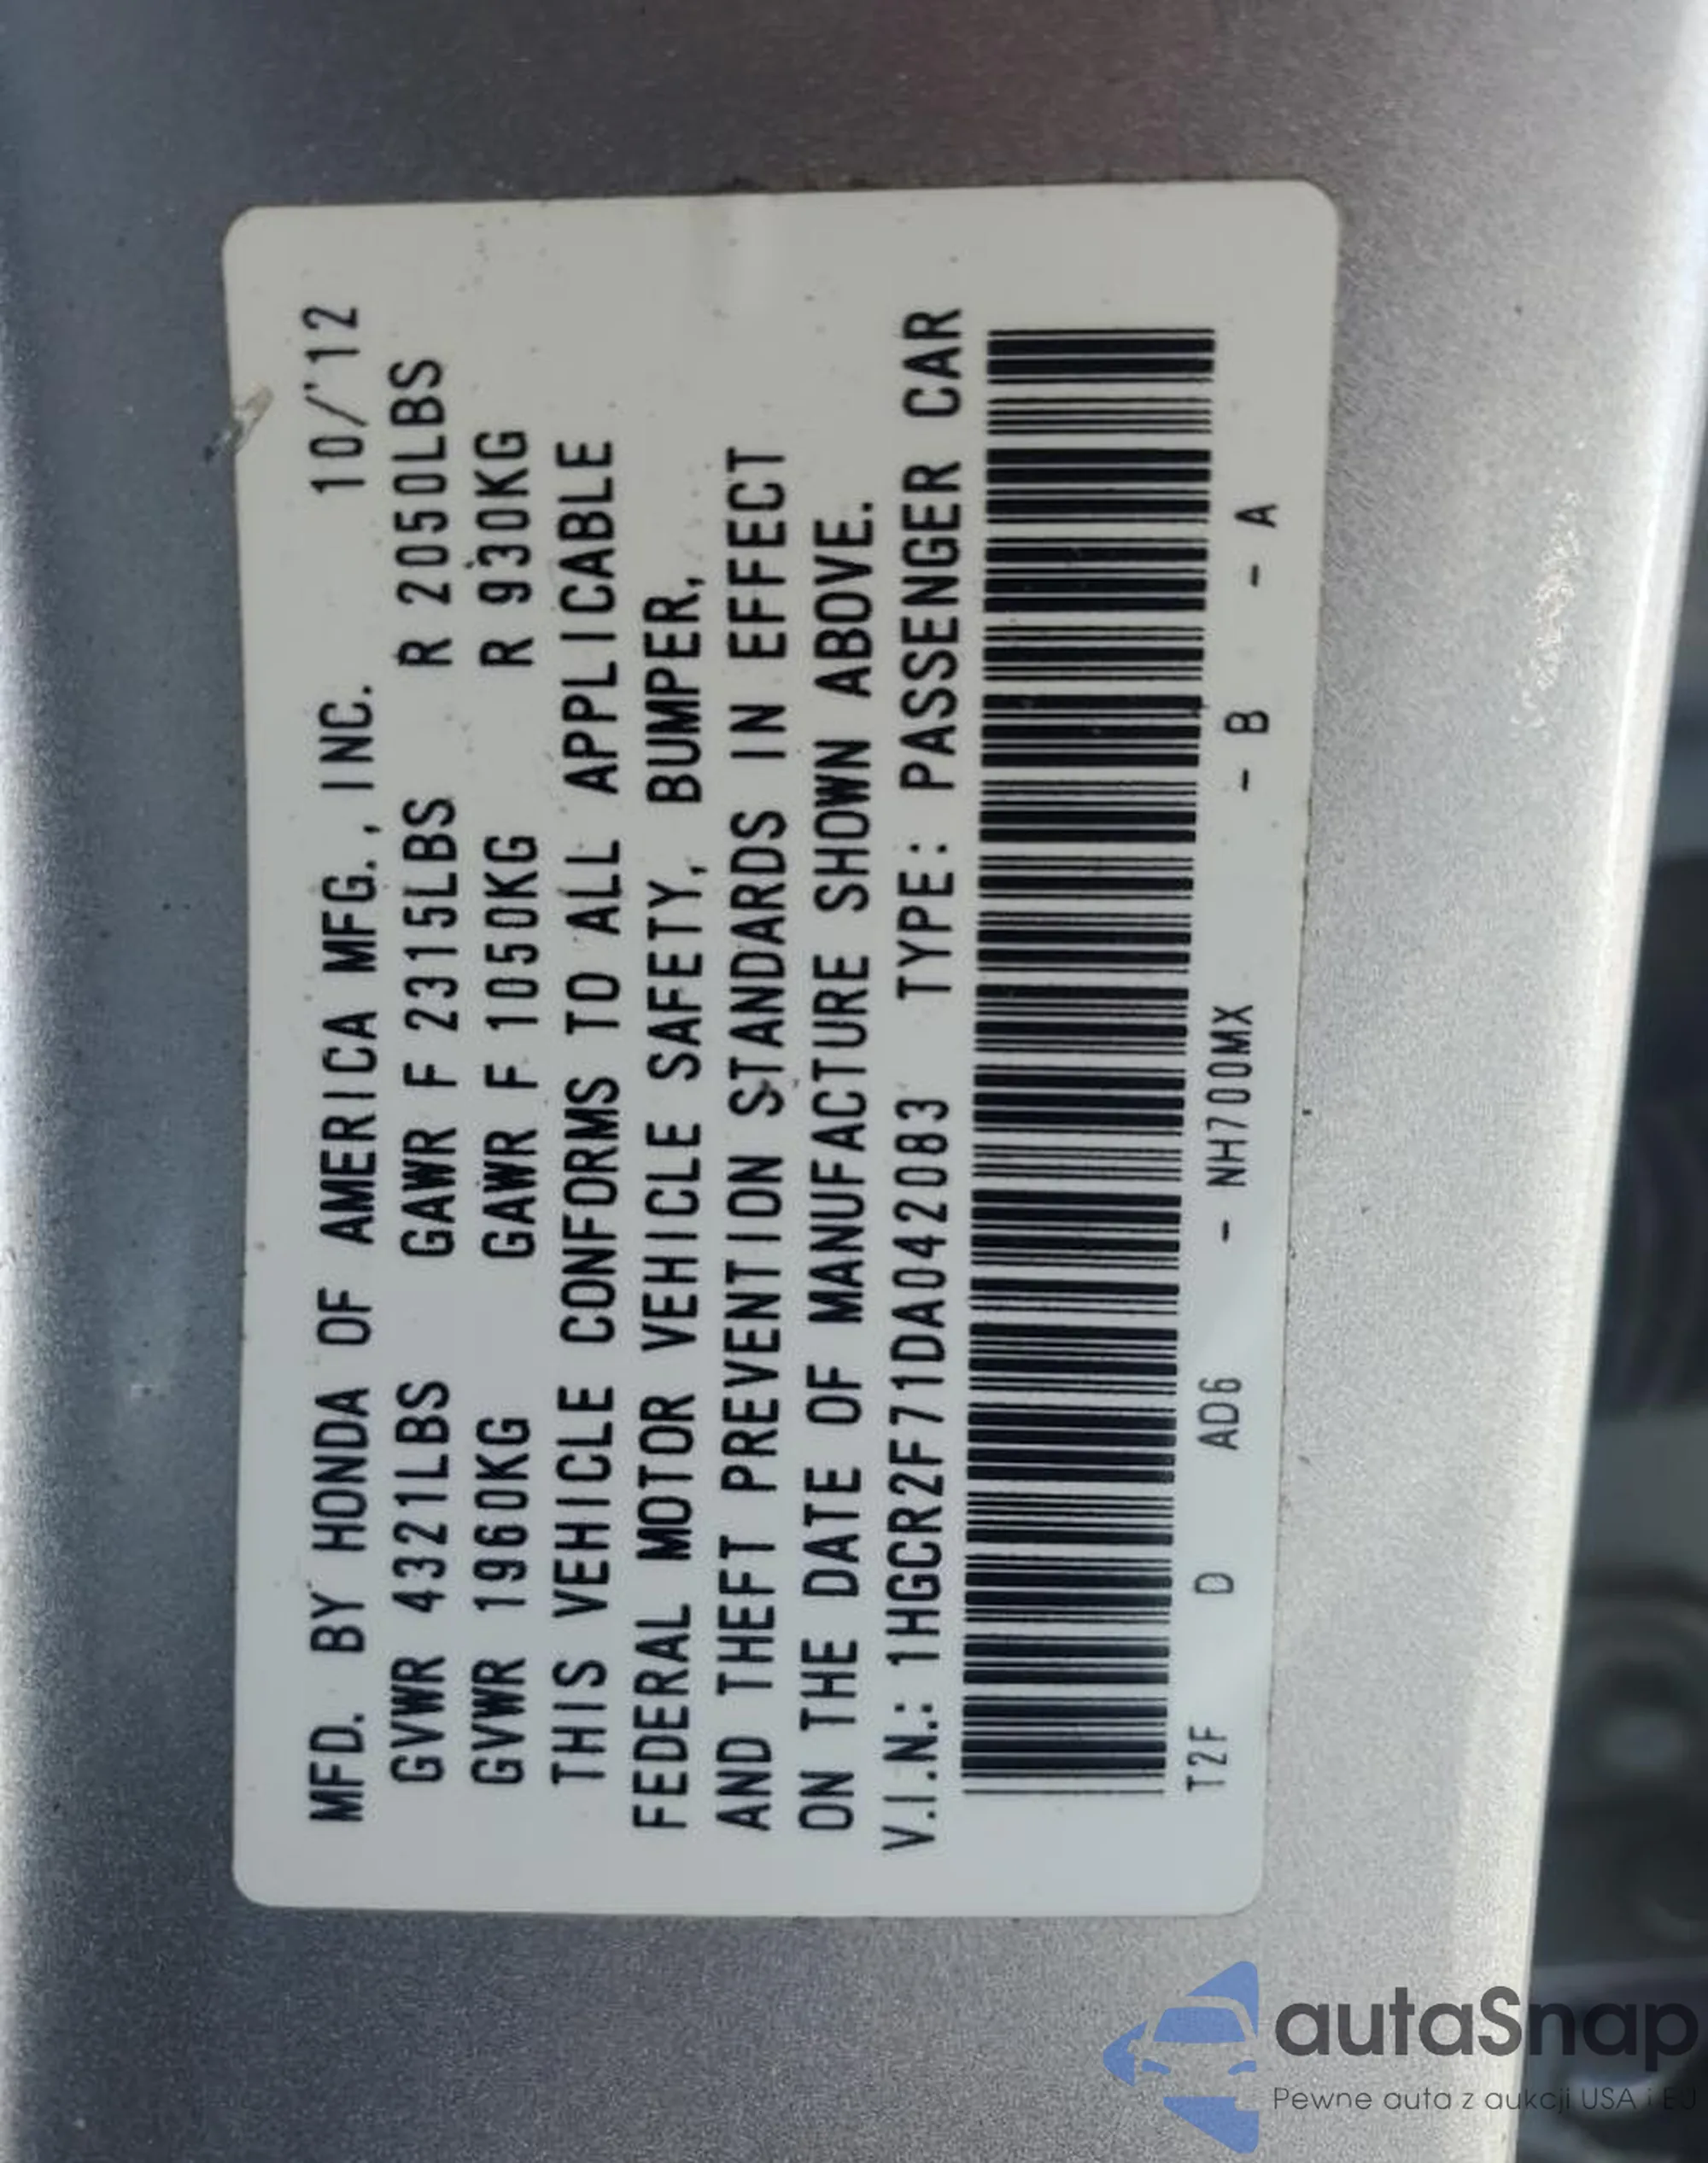 MFD. BY HONDA OF AMERICA MFG., INC. 10/'12
GVWR 4321LBS GAWR F 2315LBS R 2050LBS
GVWR 1960KG GAWR F 1050KG R 930KG
THIS VEHICLE CONFORMS TO ALL APPLICABLE
FEDERAL MOTOR VEHICLE SAFETY, BUMPER,
AND THEFT PREVENTION STANDARDS IN EFFECT
ON THE DATE OF MANUFACTURE SHOWN ABOVE.
V.I.N.: 1HGCR2F71DA042083 TYPE: PASSENGER CAR
T2F D AD6 - NH700MX - B - A
autaSnap
Pewne auta z aukcji USA i EU